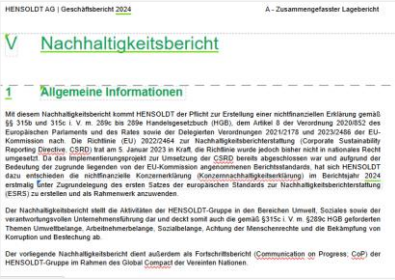 HENSOLDT AG | Geschäftsbericht 2024
A - Zusammengefasster Lagebericht
V Nachhaltigkeitsbericht
1 Allgemeine Informationen
Mit diesem Nachhaltigkeitsbericht kommt HENSOLDT der Pflicht zur Erstellung einer nichtfinanziellen Erklärung gemäß
§§ 315b und 315c i. V. m. 289c bis 289e Handelsgesetzbuch (HGB), dem Artikel 8 der Verordnung 2020/852 des
Europäischen Parlaments und des Rates sowie der Delegierten Verordnungen 2021/2178 und 2023/2486 der EU-
Kommission nach. Die Richtlinie (EU) 2022/2464 zur Nachhaltigkeitsberichterstattung (Corporate Sustainability
Reporting Directive, CSRD) trat am 5. Januar 2023 in Kraft, die Richtlinie wurde jedoch bisher nicht in nationales Recht
umgesetzt. Da das Implementierungsprojekt zur Umsetzung der CSRD bereits abgeschlossen war und aufgrund der
Bedeutung der zugrunde liegenden von der EU-Kommission angenommenen Berichtsstandards, hat sich HENSOLDT
dazu entschieden die nichtfinanzielle Konzernerklärung (Konzernnachhaltigkeitserklärung) im Berichtsjahr 2024
erstmalig unter Zugrundelegung des ersten Satzes der europäischen Standards zur Nachhaltigkeitsberichterstattung
(ESRS) zu erstellen und als Rahmenwerk anzuwenden.
Der Nachhaltigkeitsbericht stellt die Aktivitäten der HENSOLDT-Gruppe in den Bereichen Umwelt, Soziales sowie der
verantwortungsvollen Unternehmensführung dar und deckt somit auch die gemäß §315c i. V. m. §289c HGB geforderten
Themen Umweltbelange, Arbeitnehmerbelange, Sozialbelange, Achtung der Menschenrechte und die Bekämpfung von
Korruption und Bestechung ab.
Der vorliegende Nachhaltigkeitsbericht dient außerdem als Fortschrittsbericht (Communication on Progress; CoP) der
HENSOLDT-Gruppe im Rahmen des Global Compact der Vereinten Nationen.